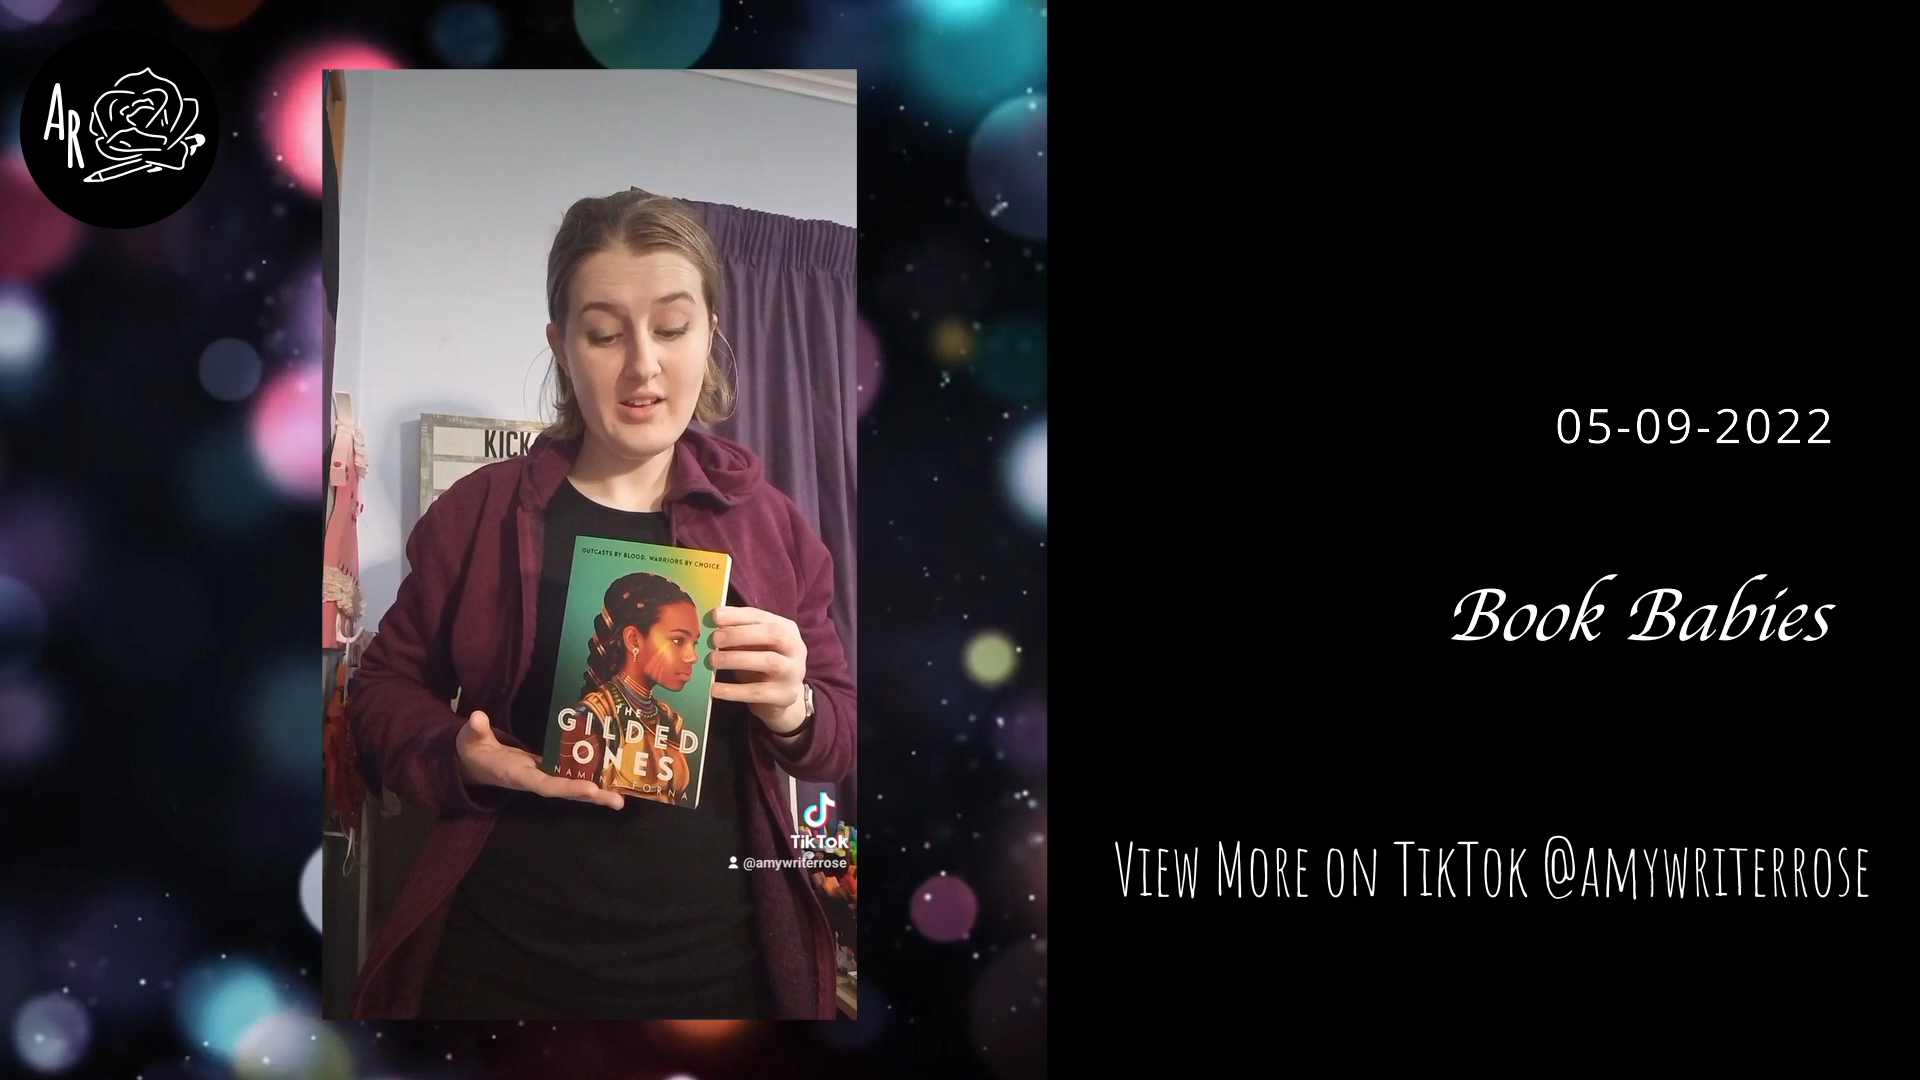 AR
KICK
OUTCASTS BY BLOOD. WARRIORS BY CHOICE.
THE
GILDED
ONES
NAMINA FORNA
TikTok
@amywriterrose
05-09-2022
Book Babies
View More on TikTok @amywriterrose